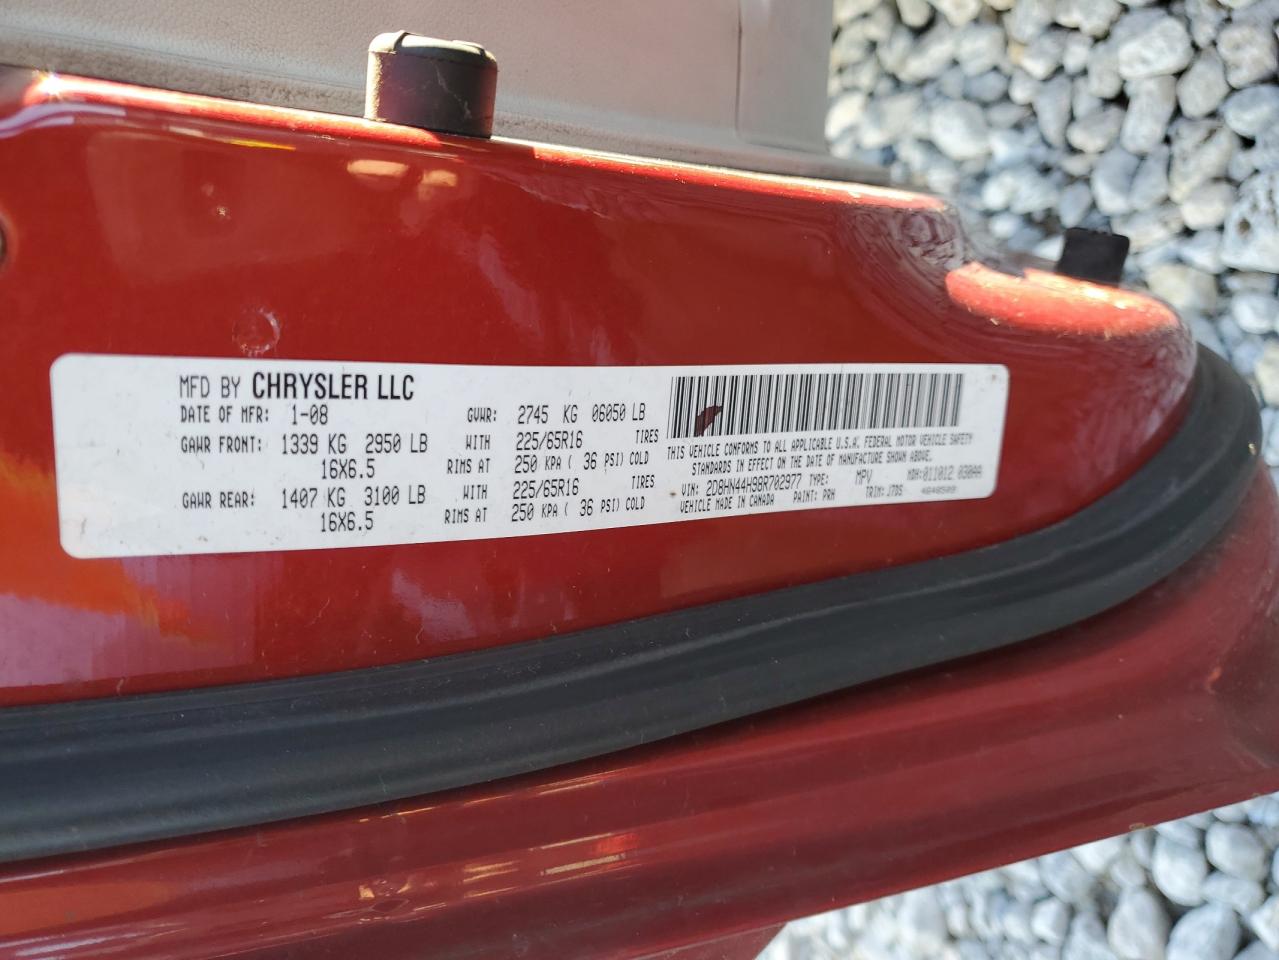 MFD BY CHRYSLER LLC
DATE OF MFR: 1-08 GVWR: 2745 KG 06050 LB
GAWR FRONT: 1339 KG 2950 LB WITH 225/65R16 TIRES
16X6.5 RIMS AT 250 KPA ( 36 PSI) COLD
GAWR REAR: 1407 KG 3100 LB WITH 225/65R16 TIRES
16X6.5 RIMS AT 250 KPA ( 36 PSI) COLD
THIS VEHICLE CONFORMS TO ALL APPLICABLE U.S.A. FEDERAL MOTOR VEHICLE SAFETY
STANDARDS IN EFFECT ON THE DATE OF MANUFACTURE SHOWN ABOVE.
VIN: 2D8HN44H98R702977 TYPE: MPV MDH:011012 030AA
VEHICLE MADE IN CANADA PAINT: PRH TRIM: J7D5